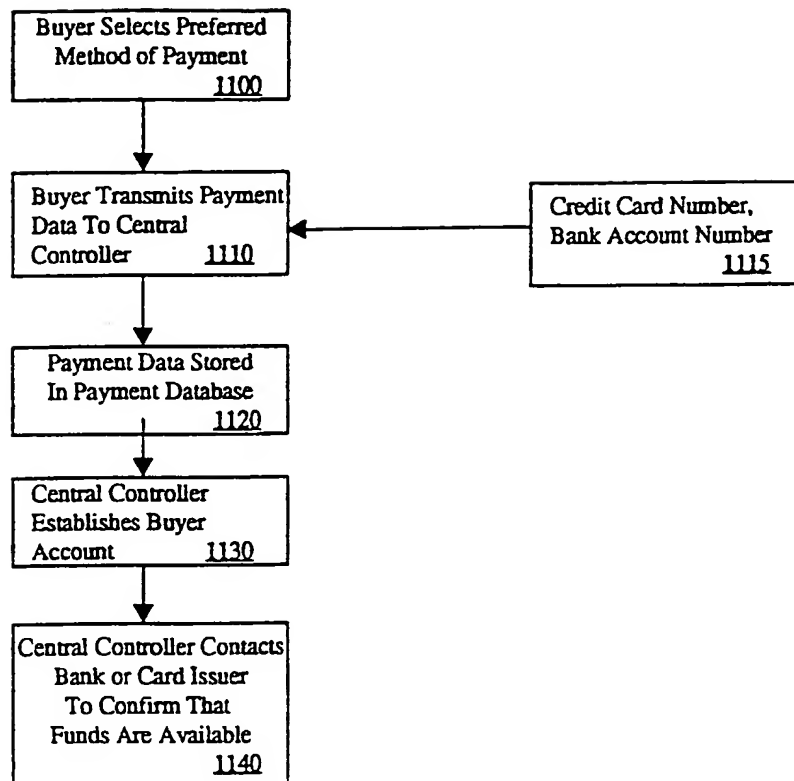 Buyer Selects Preferred
Method of Payment
1100
Buyer Transmits Payment
Data To Central
Controller 1110
Credit Card Number,
Bank Account Number
1115
Payment Data Stored
In Payment Database
1120
Central Controller
Establishes Buyer
Account 1130
Central Controller Contacts
Bank or Card Issuer
To Confirm That
Funds Are Available
1140